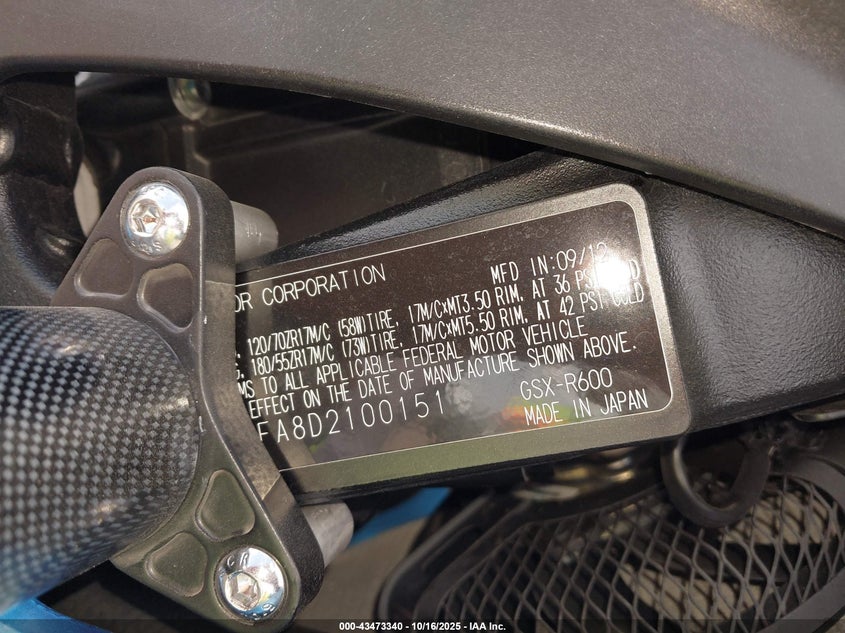 OR CORPORATION MFD IN:09/12
120/70ZR17M/C (58W)TIRE, 17M/CxMT3.50 RIM, AT 36 PSI
180/55ZR17M/C (73W)TIRE, 17M/CxMT5.50 RIM, AT 42 PSI COLD
MS TO ALL APPLICABLE FEDERAL MOTOR VEHICLE
EFFECT ON THE DATE OF MANUFACTURE SHOWN ABOVE.
FA8D2100151 GSX-R600
MADE IN JAPAN
000-43473340 - 10/16/2025 - IAA Inc.